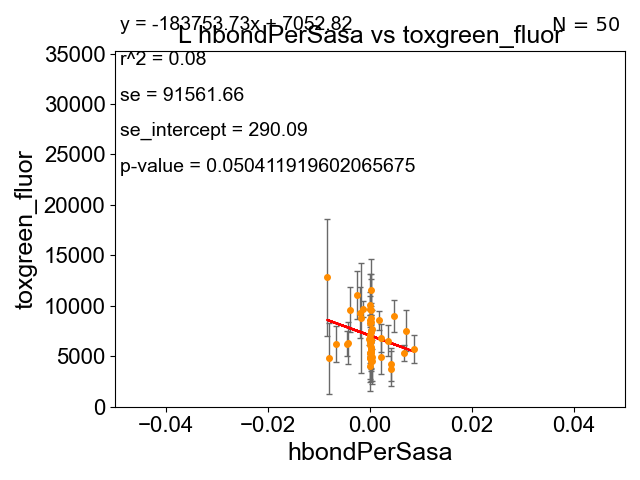 y = -183753.73x + 7052.82
N = 50
L hbondPerSasa vs toxgreen_fluor
r^2 = 0.08
se = 91561.66
se_intercept = 290.09
p-value = 0.050411919602065675
35000
30000
25000
20000
15000
10000
5000
0
toxgreen_fluor
−0.04
−0.02
0.00
0.02
0.04
hbondPerSasa